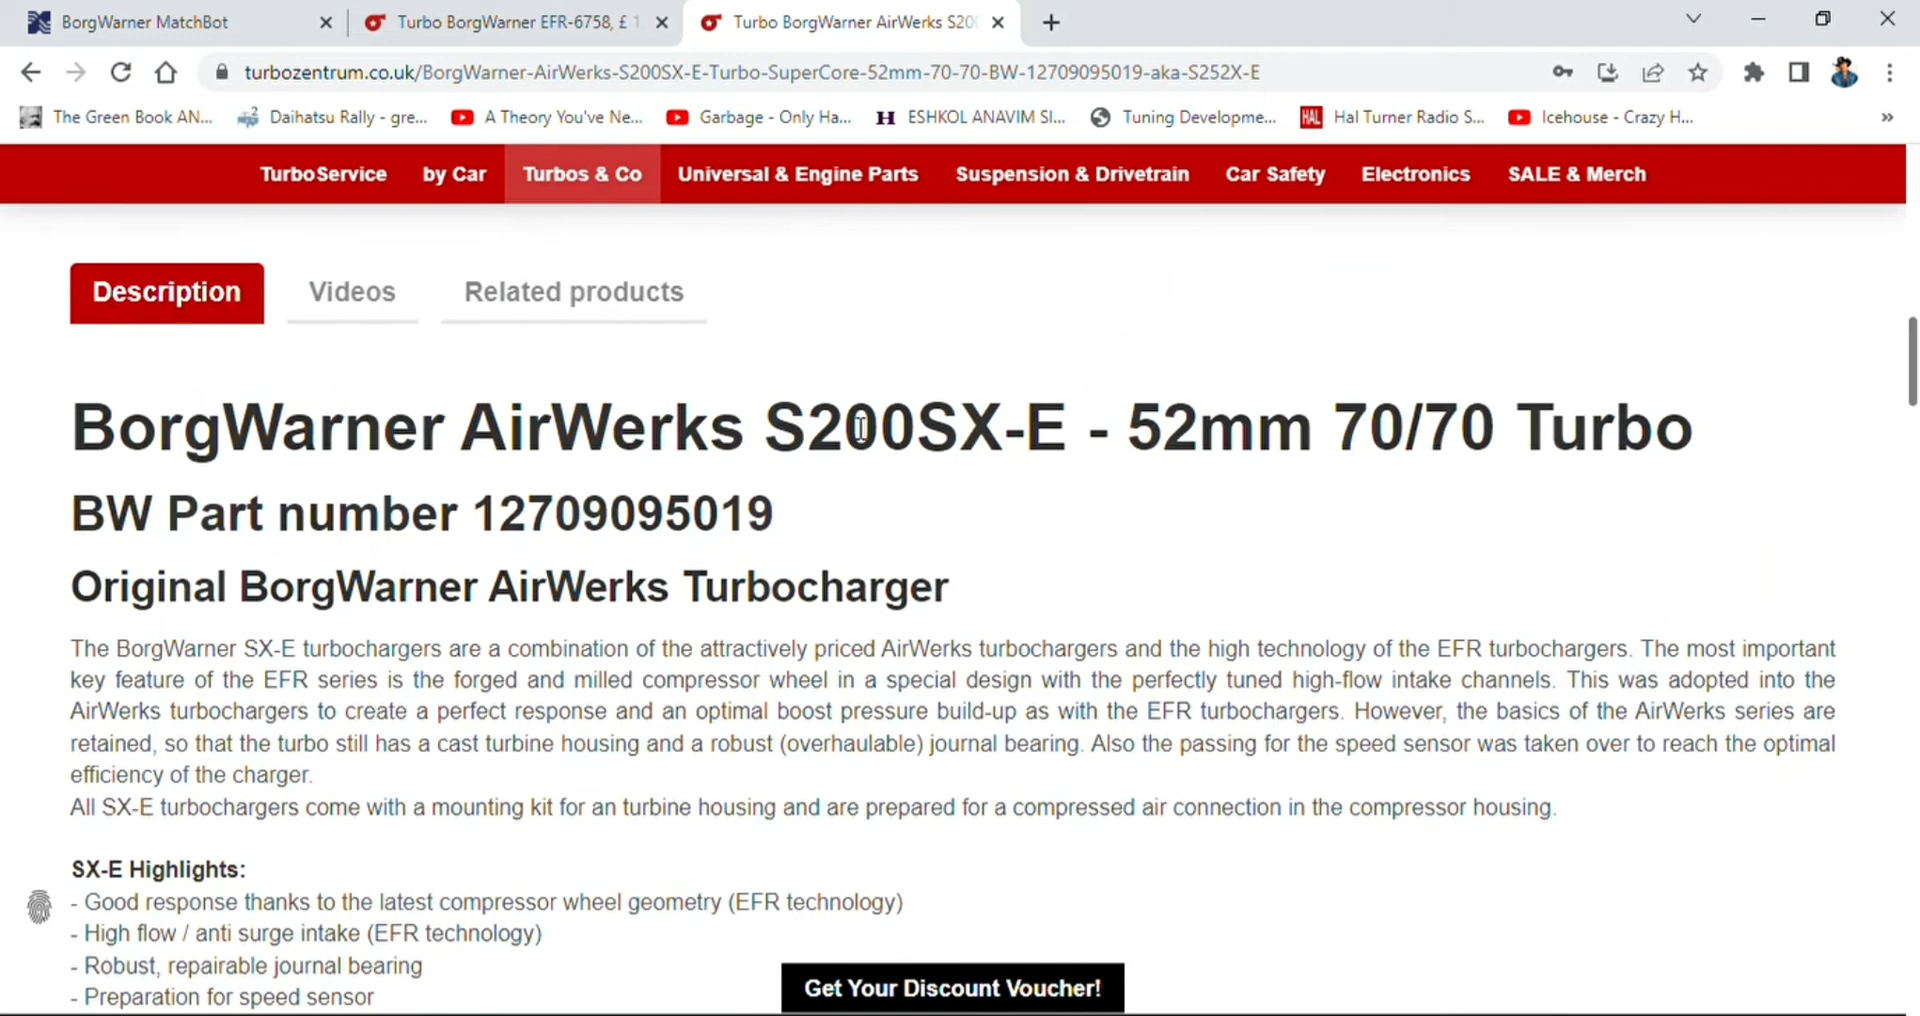 BorgWarner MatchBot
Turbo BorgWarner EFR-6758, £ 1
Turbo BorgWarner AirWerks S20
turbozentrum.co.uk/BorgWarner-AirWerks-S200SX-E-Turbo-SuperCore-52mm-70-70-BW-12709095019-aka-S252X-E
The Green Book AN...
Daihatsu Rally - gre...
A Theory You've Ne...
Garbage - Only Ha...
H
ESHKOL ANAVIM SI...
Tuning Developme...
HAL
Hal Turner Radio S...
Icehouse - Crazy H...
TurboService
by Car
Turbos & Co
Universal & Engine Parts
Suspension & Drivetrain
Car Safety
Electronics
SALE & Merch
Description
Videos
Related products
BorgWarner AirWerks S200SX-E - 52mm 70/70 Turbo
BW Part number 12709095019
Original BorgWarner AirWerks Turbocharger
The BorgWarner SX-E turbochargers are a combination of the attractively priced AirWerks turbochargers and the high technology of the EFR turbochargers. The most important
key feature of the EFR series is the forged and milled compressor wheel in a special design with the perfectly tuned high-flow intake channels. This was adopted into the
AirWerks turbochargers to create a perfect response and an optimal boost pressure build-up as with the EFR turbochargers. However, the basics of the AirWerks series are
retained, so that the turbo still has a cast turbine housing and a robust (overhaulable) journal bearing. Also the passing for the speed sensor was taken over to reach the optimal
efficiency of the charger.
All SX-E turbochargers come with a mounting kit for an turbine housing and are prepared for a compressed air connection in the compressor housing.
SX-E Highlights:
- Good response thanks to the latest compressor wheel geometry (EFR technology)
- High flow / anti surge intake (EFR technology)
- Robust, repairable journal bearing
- Preparation for speed sensor
Get Your Discount Voucher!